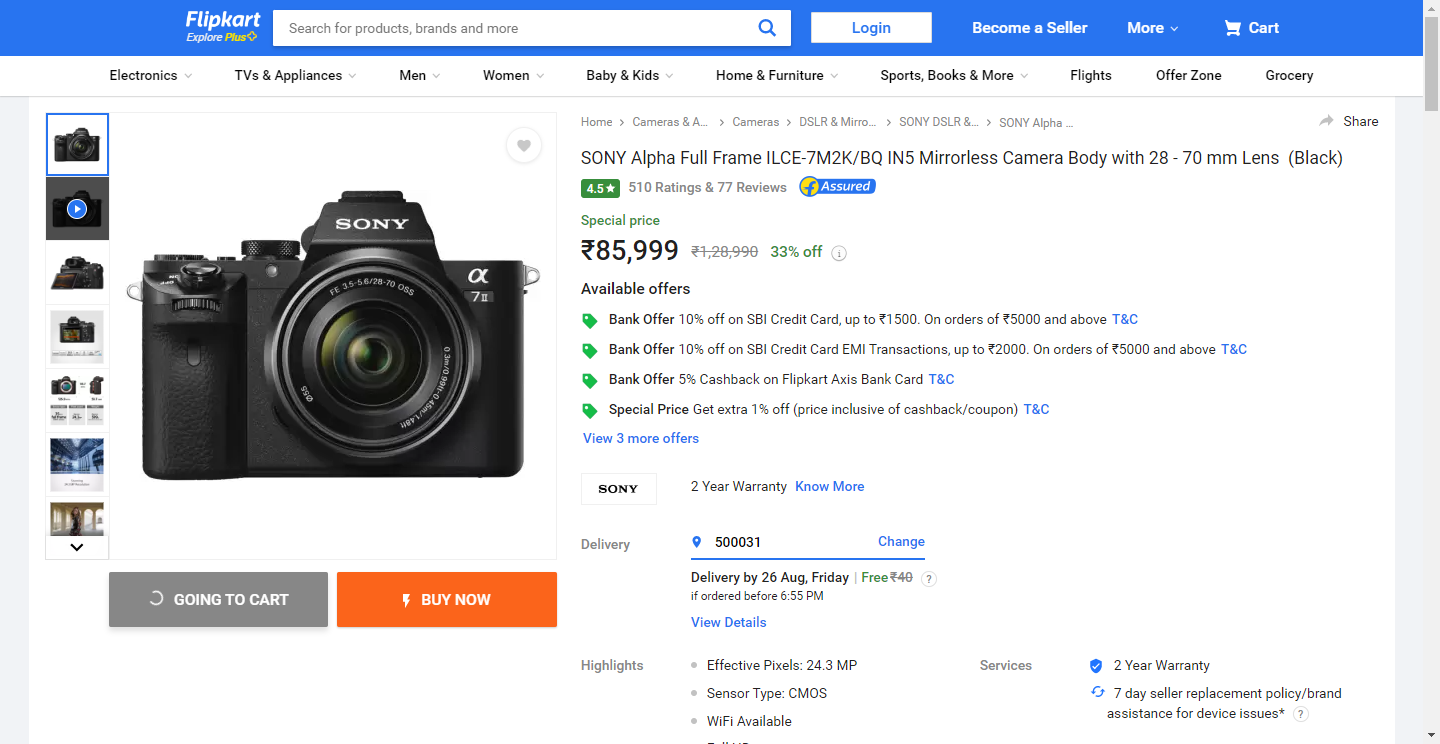 Flipkart
Explore Plus
Search for products, brands and more
Login
Become a Seller
More
Cart
Electronics
TVs & Appliances
Men
Women
Baby & Kids
Home & Furniture
Sports, Books & More
Flights
Offer Zone
Grocery
Home
Cameras & A...
Cameras
DSLR & Mirro...
SONY DSLR &...
SONY Alpha ...
Share
SONY Alpha Full Frame ILCE-7M2K/BQ IN5 Mirrorless Camera Body with 28 - 70 mm Lens (Black)
4.5
510 Ratings & 77 Reviews
Assured
Special price
₹85,999 ₹1,28,990 33% off
Available offers
Bank Offer 10% off on SBI Credit Card, up to ₹1500. On orders of ₹5000 and above T&C
Bank Offer 10% off on SBI Credit Card EMI Transactions, up to ₹2000. On orders of ₹5000 and above T&C
Bank Offer 5% Cashback on Flipkart Axis Bank Card T&C
Special Price Get extra 1% off (price inclusive of cashback/coupon) T&C
View 3 more offers
SONY
2 Year Warranty Know More
Delivery
500031
Change
Delivery by 26 Aug, Friday | Free ₹40 ?
if ordered before 6:55 PM
View Details
Highlights
Effective Pixels: 24.3 MP
Sensor Type: CMOS
WiFi Available
Services
2 Year Warranty
7 day seller replacement policy/brand
assistance for device issues* ?
SONY
α
7II
FE 3.5-5.6/28-70 OSS
0.3m/0.99ft-0.45m/1.48ft
Ø55
GOING TO CART
BUY NOW